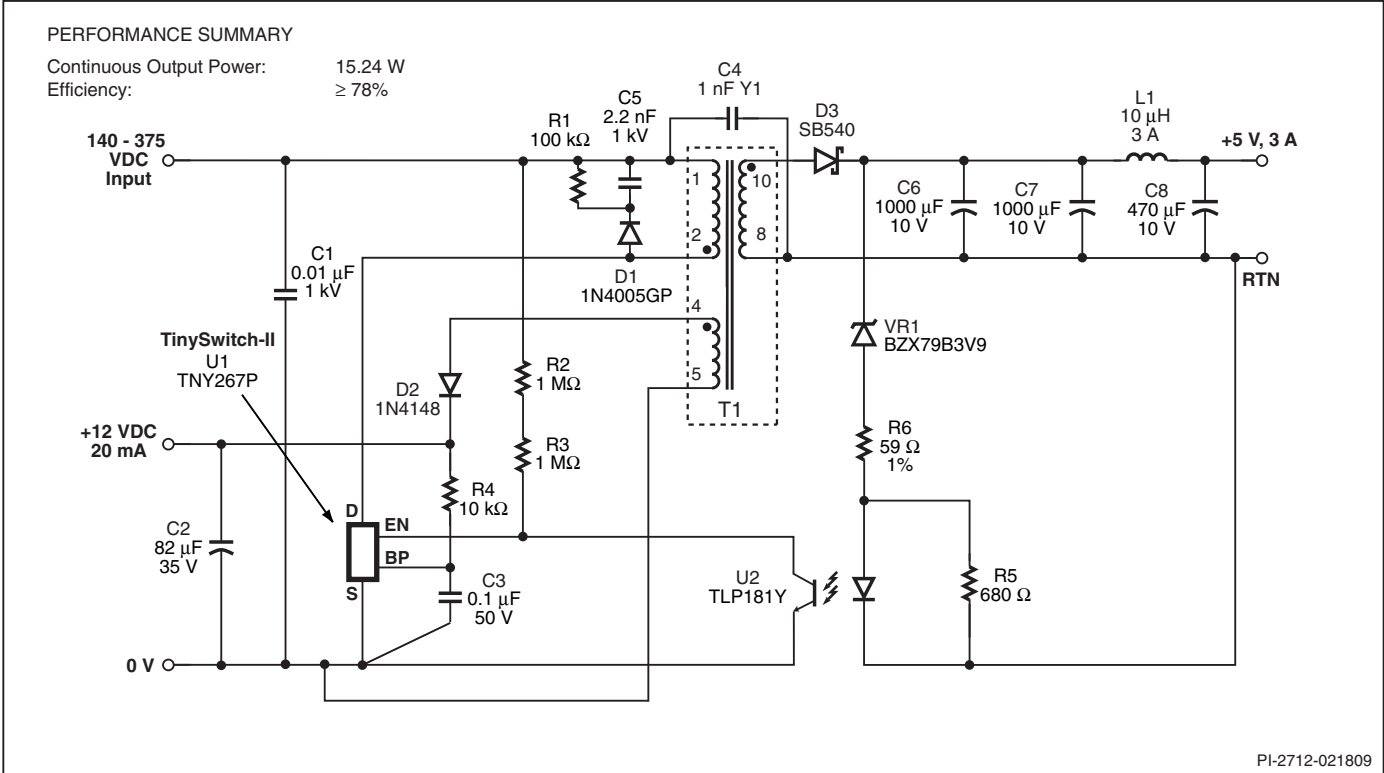 PERFORMANCE SUMMARY
Continuous Output Power: 15.24 W
Efficiency: ≥ 78%
C4
1 nF Y1
C5
2.2 nF
1 kV
R1
100 kΩ
D3
SB540
L1
10 μH
3 A
140 - 375
VDC
Input
+5 V, 3 A
1
10
C6
1000 μF
10 V
C7
1000 μF
10 V
C8
470 μF
10 V
2
8
C1
0.01 μF
1 kV
D1
1N4005GP
RTN
4
TinySwitch-II
U1
TNY267P
VR1
BZX79B3V9
D2
1N4148
R2
1 MΩ
5
T1
+12 VDC
20 mA
R3
1 MΩ
R6
59 Ω
1%
R4
10 kΩ
D
EN
C2
82 μF
35 V
BP
S
C3
0.1 μF
50 V
U2
TLP181Y
R5
680 Ω
0 V
PI-2712-021809